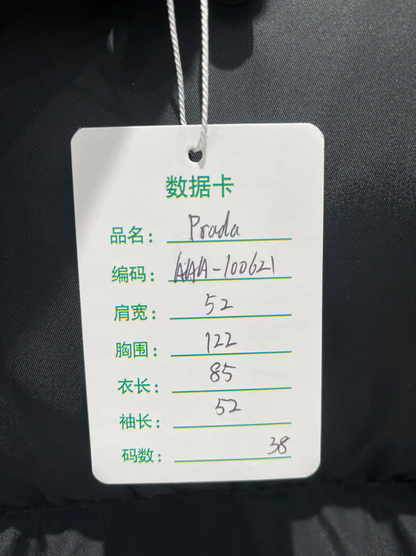 数据卡
品名： Prada
编码： AAA-100621
肩宽： 52
胸围： 122
衣长： 85
袖长： 52
码数： 38